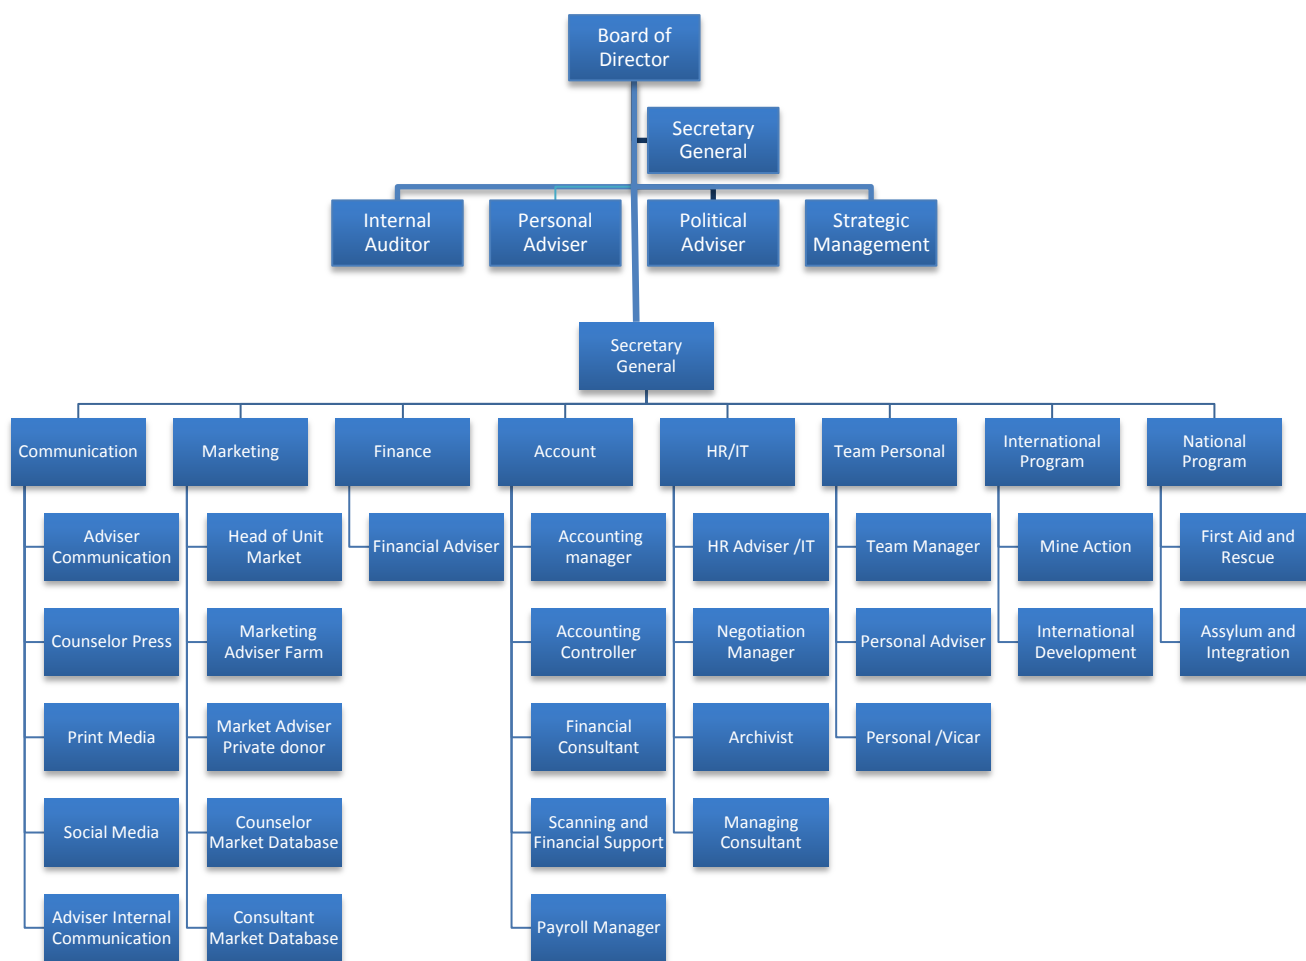 Board of
Director
Secretary
General
Internal
Auditor
Personal
Adviser
Political
Adviser
Strategic
Management
Secretary
General
Communication
Marketing
Finance
Account
HR/IT
Team Personal
International
Program
National
Program
Adviser
Communication
Head of Unit
Market
Financial Adviser
Accounting
manager
HR Adviser /IT
Team Manager
Mine Action
First Aid and
Rescue
Counselor Press
Marketing
Adviser Farm
Accounting
Controller
Negotiation
Manager
Personal Adviser
International
Development
Assylum and
Integration
Print Media
Market Adviser
Private donor
Financial
Consultant
Archivist
Personal /Vicar
Social Media
Counselor
Market Database
Scanning and
Financial Support
Managing
Consultant
Adviser Internal
Communication
Consultant
Market Database
Payroll Manager